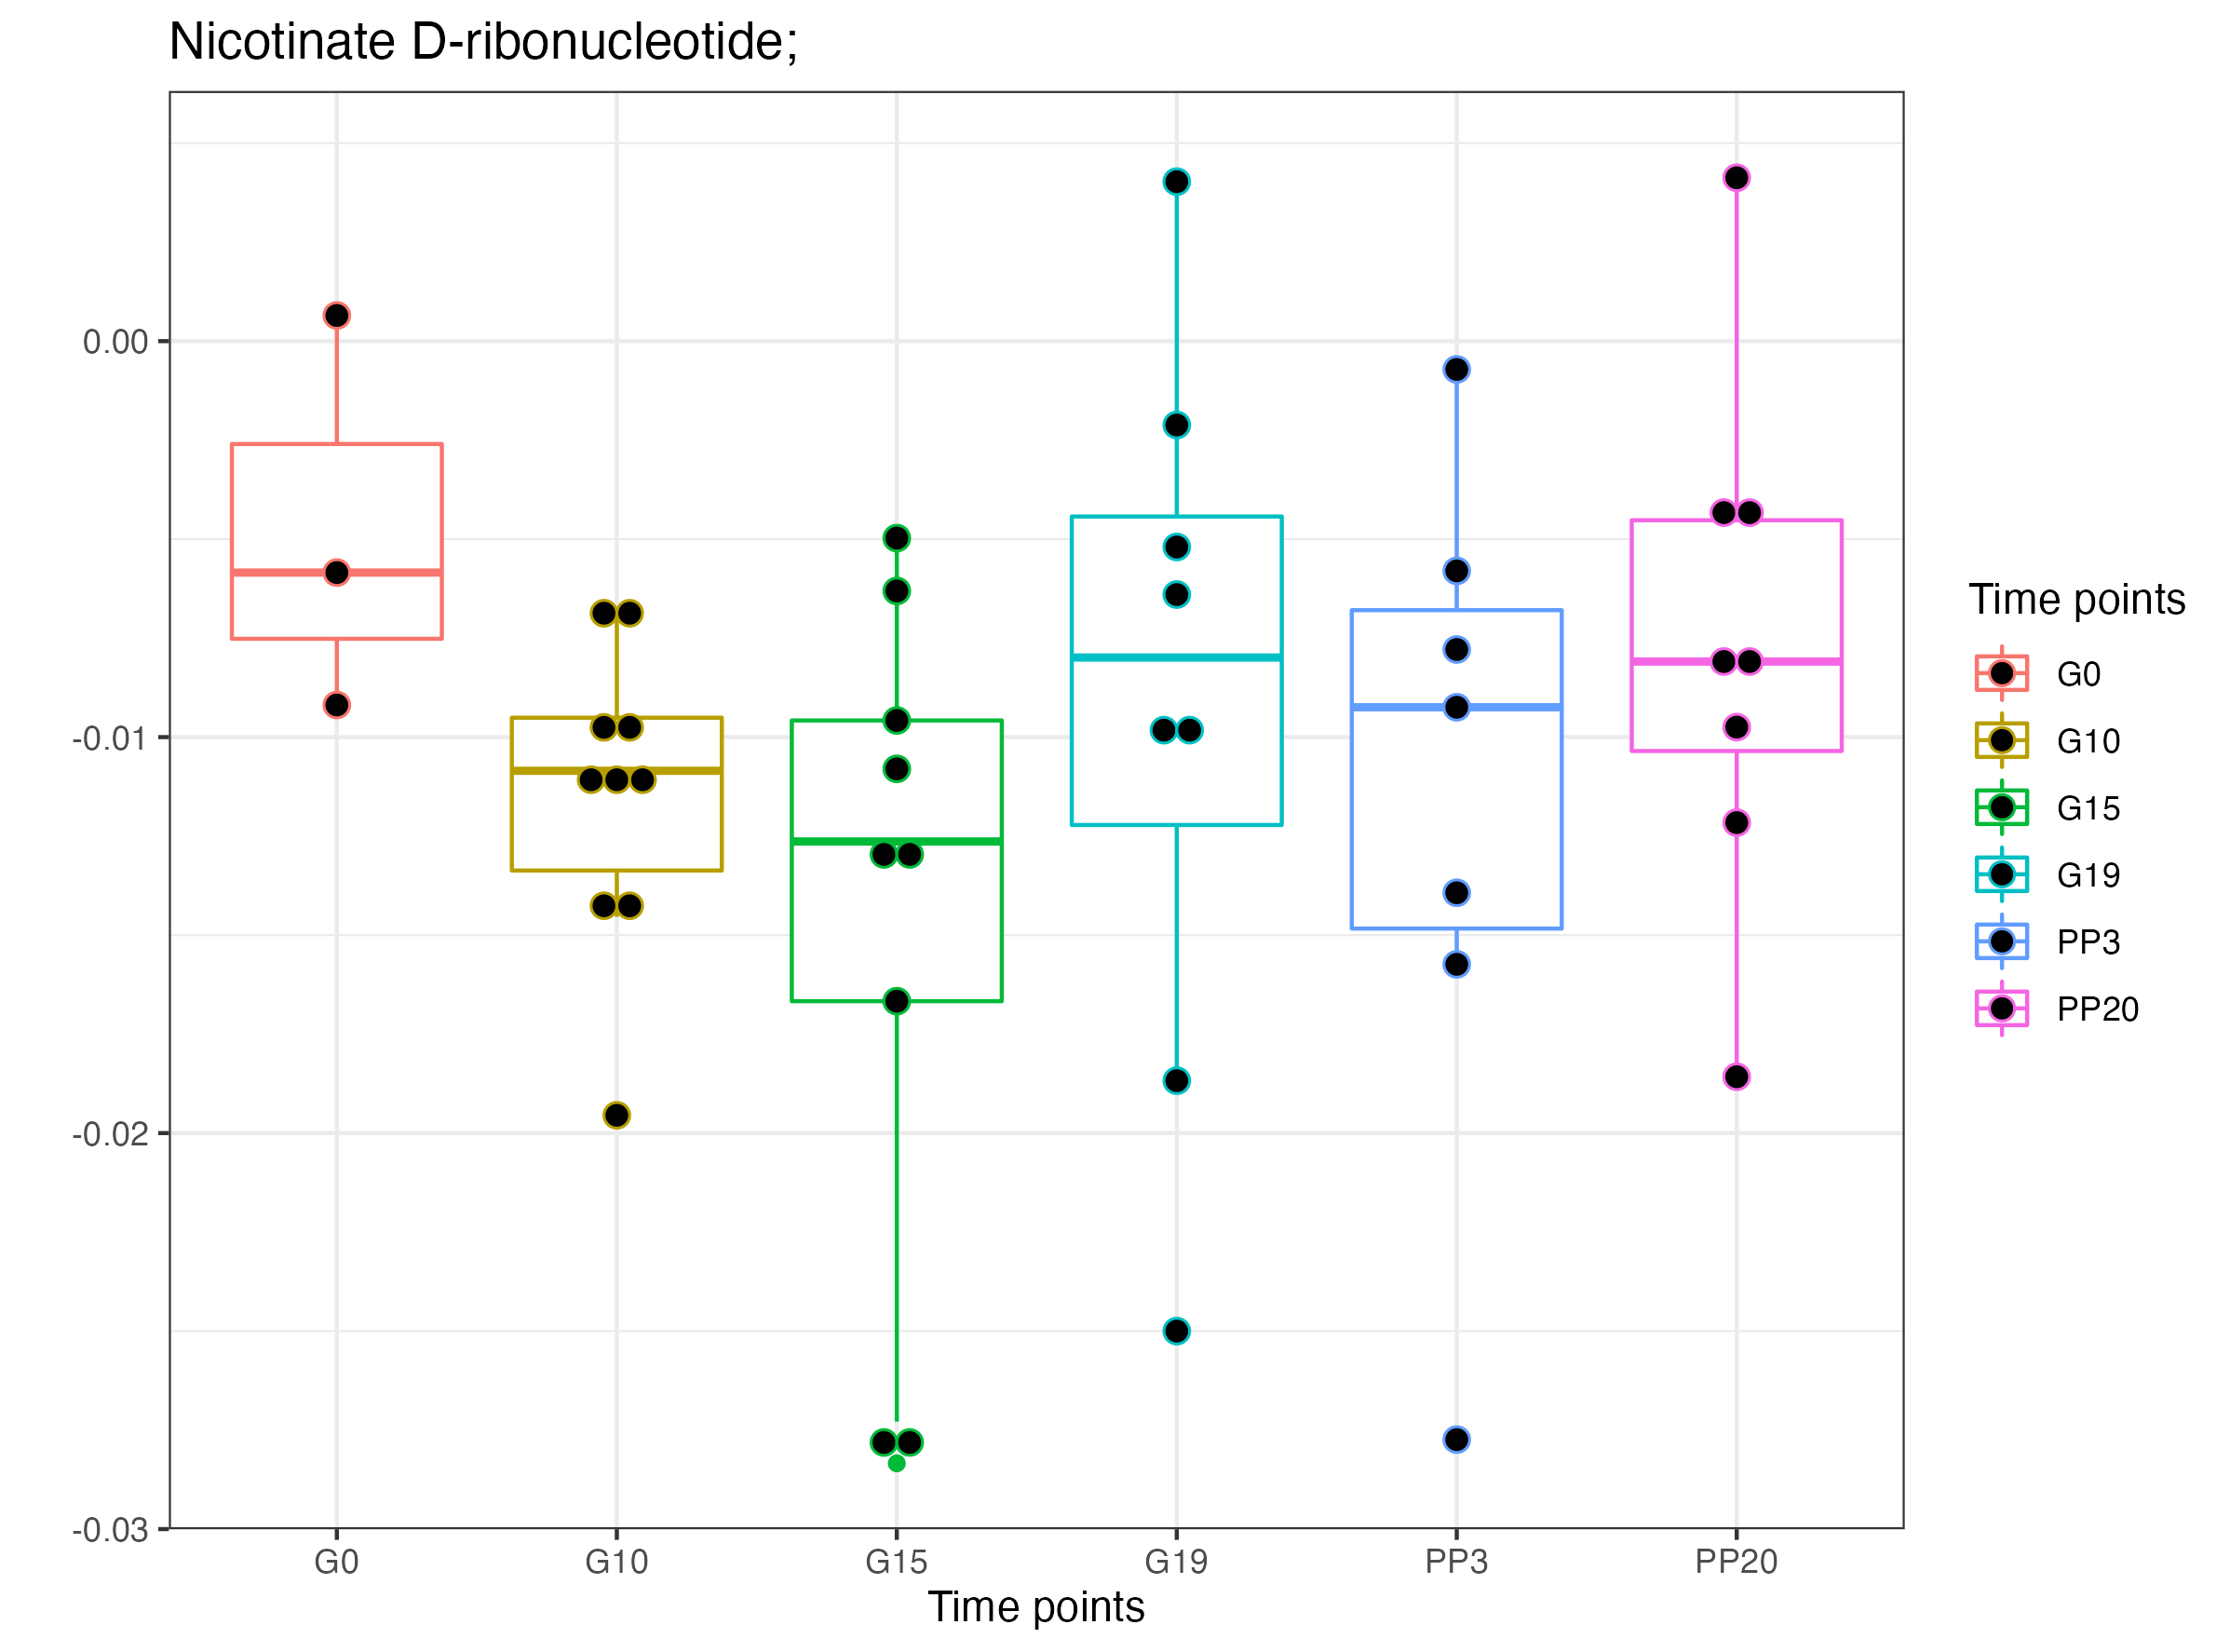 Nicotinate D-ribonucleotide;
0.00
-0.01
-0.02
-0.03
G0 G10 G15 G19 PP3 PP20
Time points
Time points
G0
G10
G15
G19
PP3
PP20